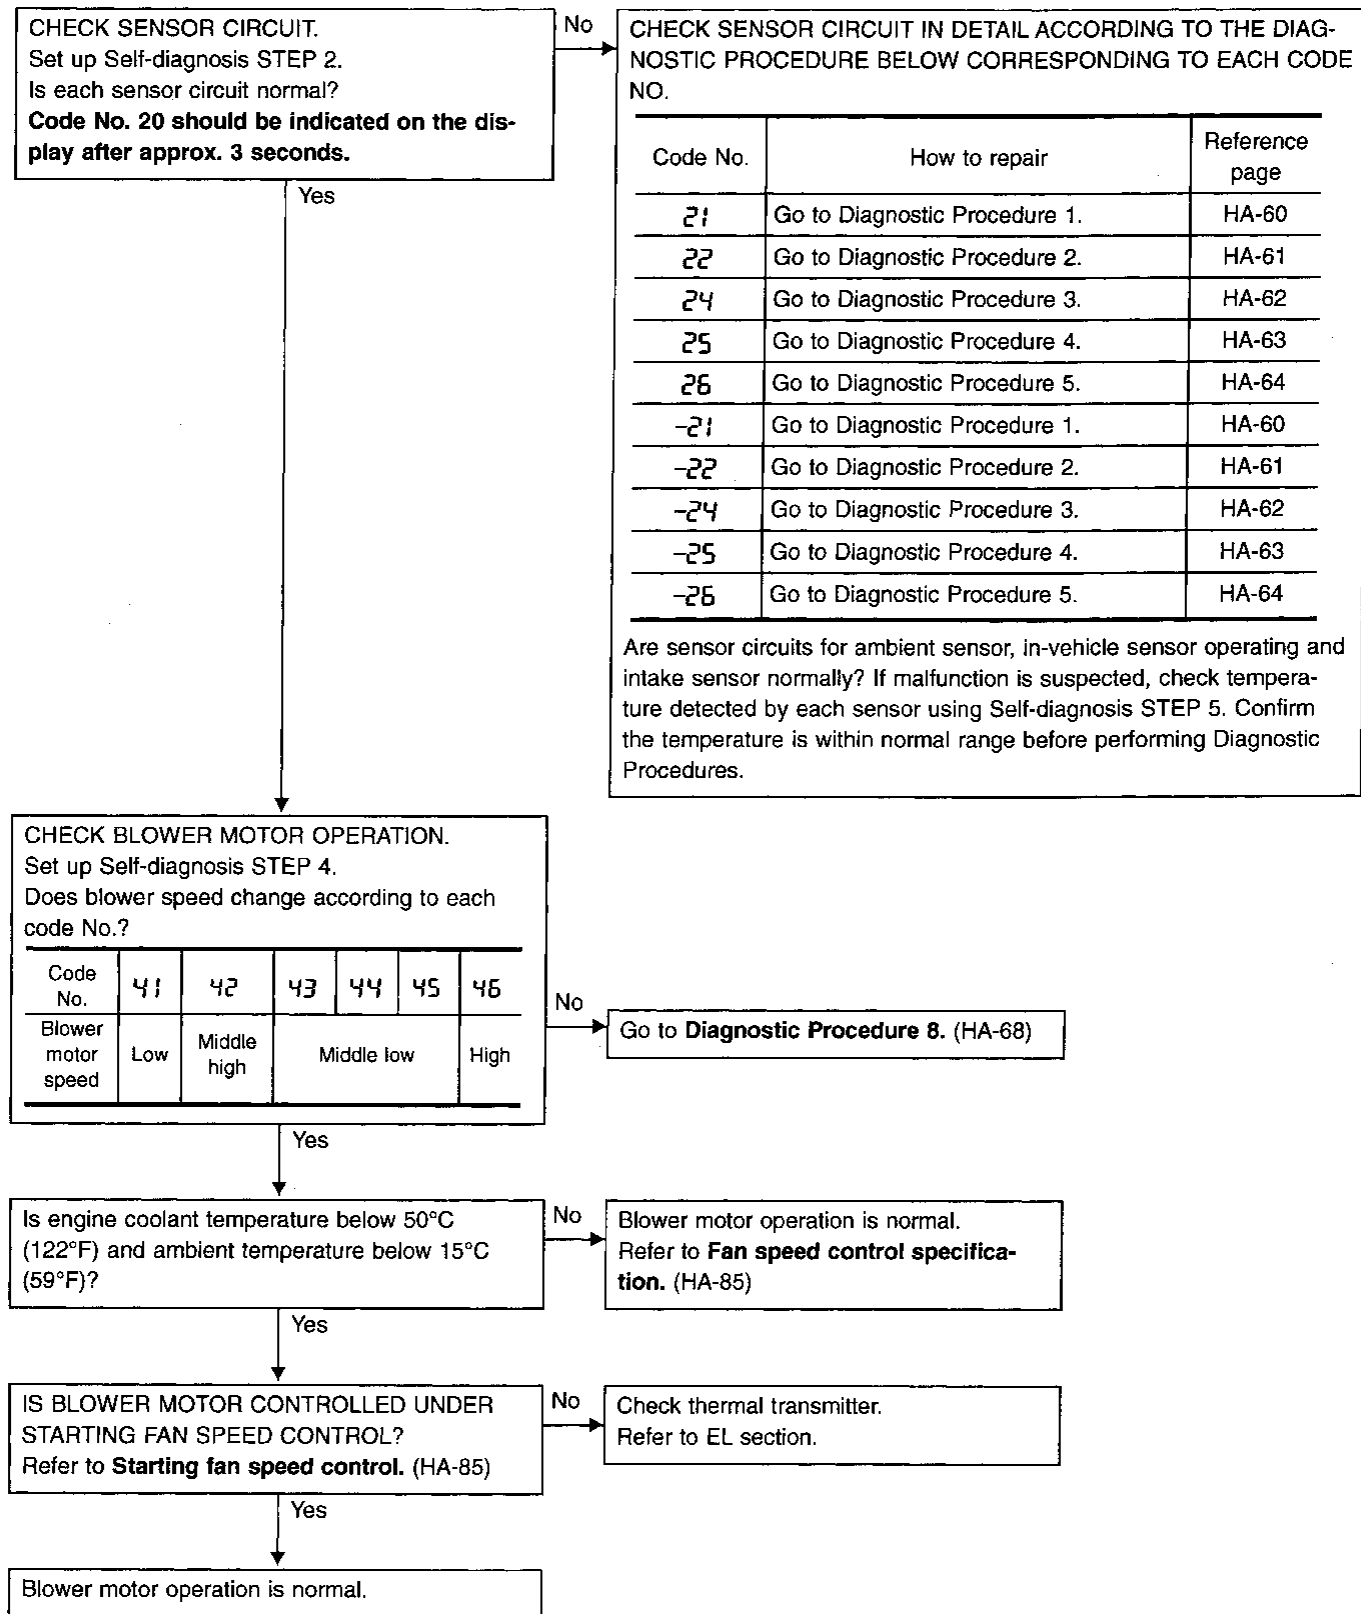 CHECK SENSOR CIRCUIT.
Set up Self-diagnosis STEP 2.
Is each sensor circuit normal?
Code No. 20 should be indicated on the dis-
play after approx. 3 seconds.
No
Yes
CHECK SENSOR CIRCUIT IN DETAIL ACCORDING TO THE DIAG-
NOSTIC PROCEDURE BELOW CORRESPONDING TO EACH CODE
NO.
Code No. How to repair Reference page
21 Go to Diagnostic Procedure 1. HA-60
22 Go to Diagnostic Procedure 2. HA-61
24 Go to Diagnostic Procedure 3. HA-62
25 Go to Diagnostic Procedure 4. HA-63
26 Go to Diagnostic Procedure 5. HA-64
-21 Go to Diagnostic Procedure 1. HA-60
-22 Go to Diagnostic Procedure 2. HA-61
-24 Go to Diagnostic Procedure 3. HA-62
-25 Go to Diagnostic Procedure 4. HA-63
-26 Go to Diagnostic Procedure 5. HA-64
Are sensor circuits for ambient sensor, in-vehicle sensor operating and
intake sensor normally? If malfunction is suspected, check tempera-
ture detected by each sensor using Self-diagnosis STEP 5. Confirm
the temperature is within normal range before performing Diagnostic
Procedures.
CHECK BLOWER MOTOR OPERATION.
Set up Self-diagnosis STEP 4.
Does blower speed change according to each
code No.?
Code No. 41 42 43 44 45 46
Blower motor speed Low Middle high Middle low High
No
Go to Diagnostic Procedure 8. (HA-68)
Yes
Is engine coolant temperature below 50°C
(122°F) and ambient temperature below 15°C
(59°F)?
No
Blower motor operation is normal.
Refer to Fan speed control specifica-
tion. (HA-85)
Yes
IS BLOWER MOTOR CONTROLLED UNDER
STARTING FAN SPEED CONTROL?
Refer to Starting fan speed control. (HA-85)
No
Check thermal transmitter.
Refer to EL section.
Yes
Blower motor operation is normal.